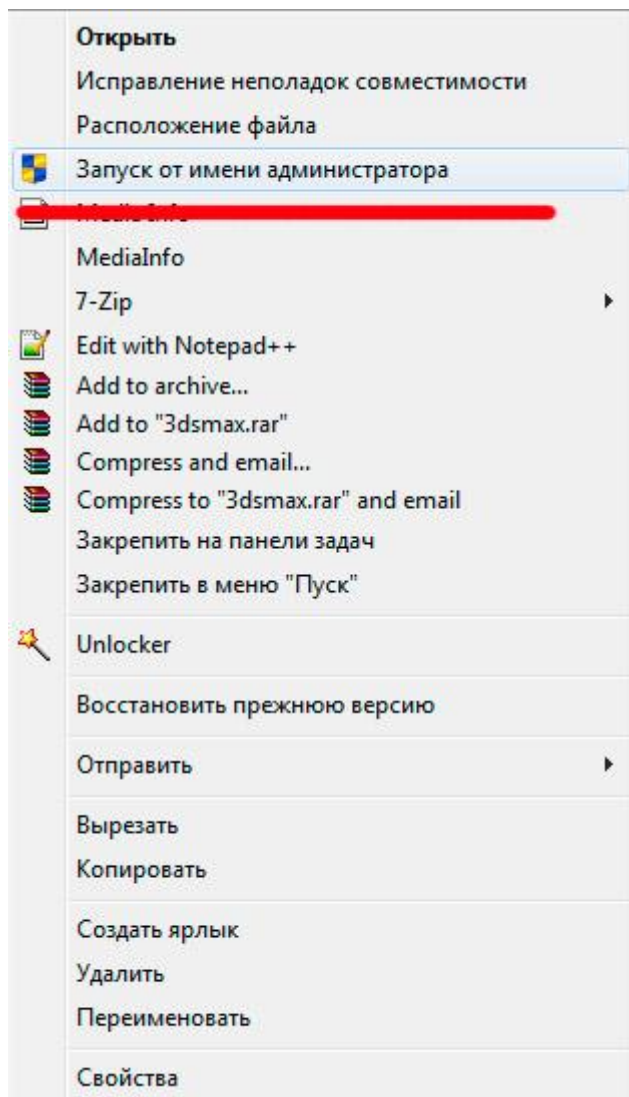 Открыть
Исправление неполадок совместимости
Расположение файла
Запуск от имени администратора
MediaInfo
7-Zip
Edit with Notepad++
Add to archive...
Add to "3dsmax.rar"
Compress and email...
Compress to "3dsmax.rar" and email
Закрепить на панели задач
Закрепить в меню "Пуск"
Unlocker
Восстановить прежнюю версию
Отправить
Вырезать
Копировать
Создать ярлык
Удалить
Переименовать
Свойства